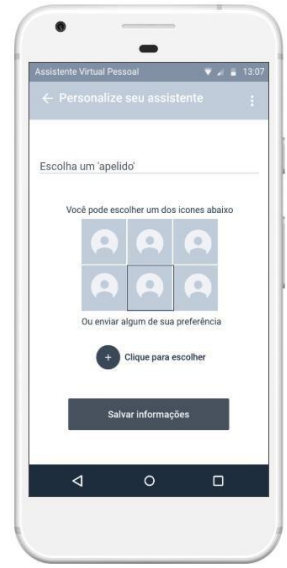 Assistente Virtual Pessoal 13:07
← Personalize seu assistente
Escolha um 'apelido'
Você pode escolher um dos icones abaixo
Ou enviar algum de sua preferência
+ Clique para escolher
Salvar informações